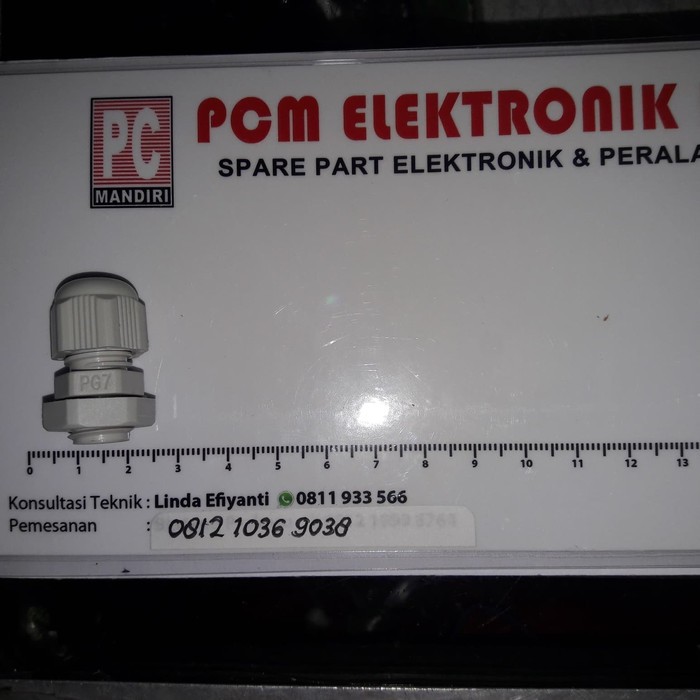 PC
MANDIRI
PCM ELEKTRONIK
SPARE PART ELEKTRONIK & PERALA
PG7
0 1 2 3 4 5 6 7 8 9 10 11 12 13
Konsultasi Teknik : Linda Efiyanti 0811 933 566
Pemesanan : 0812 1036 9038